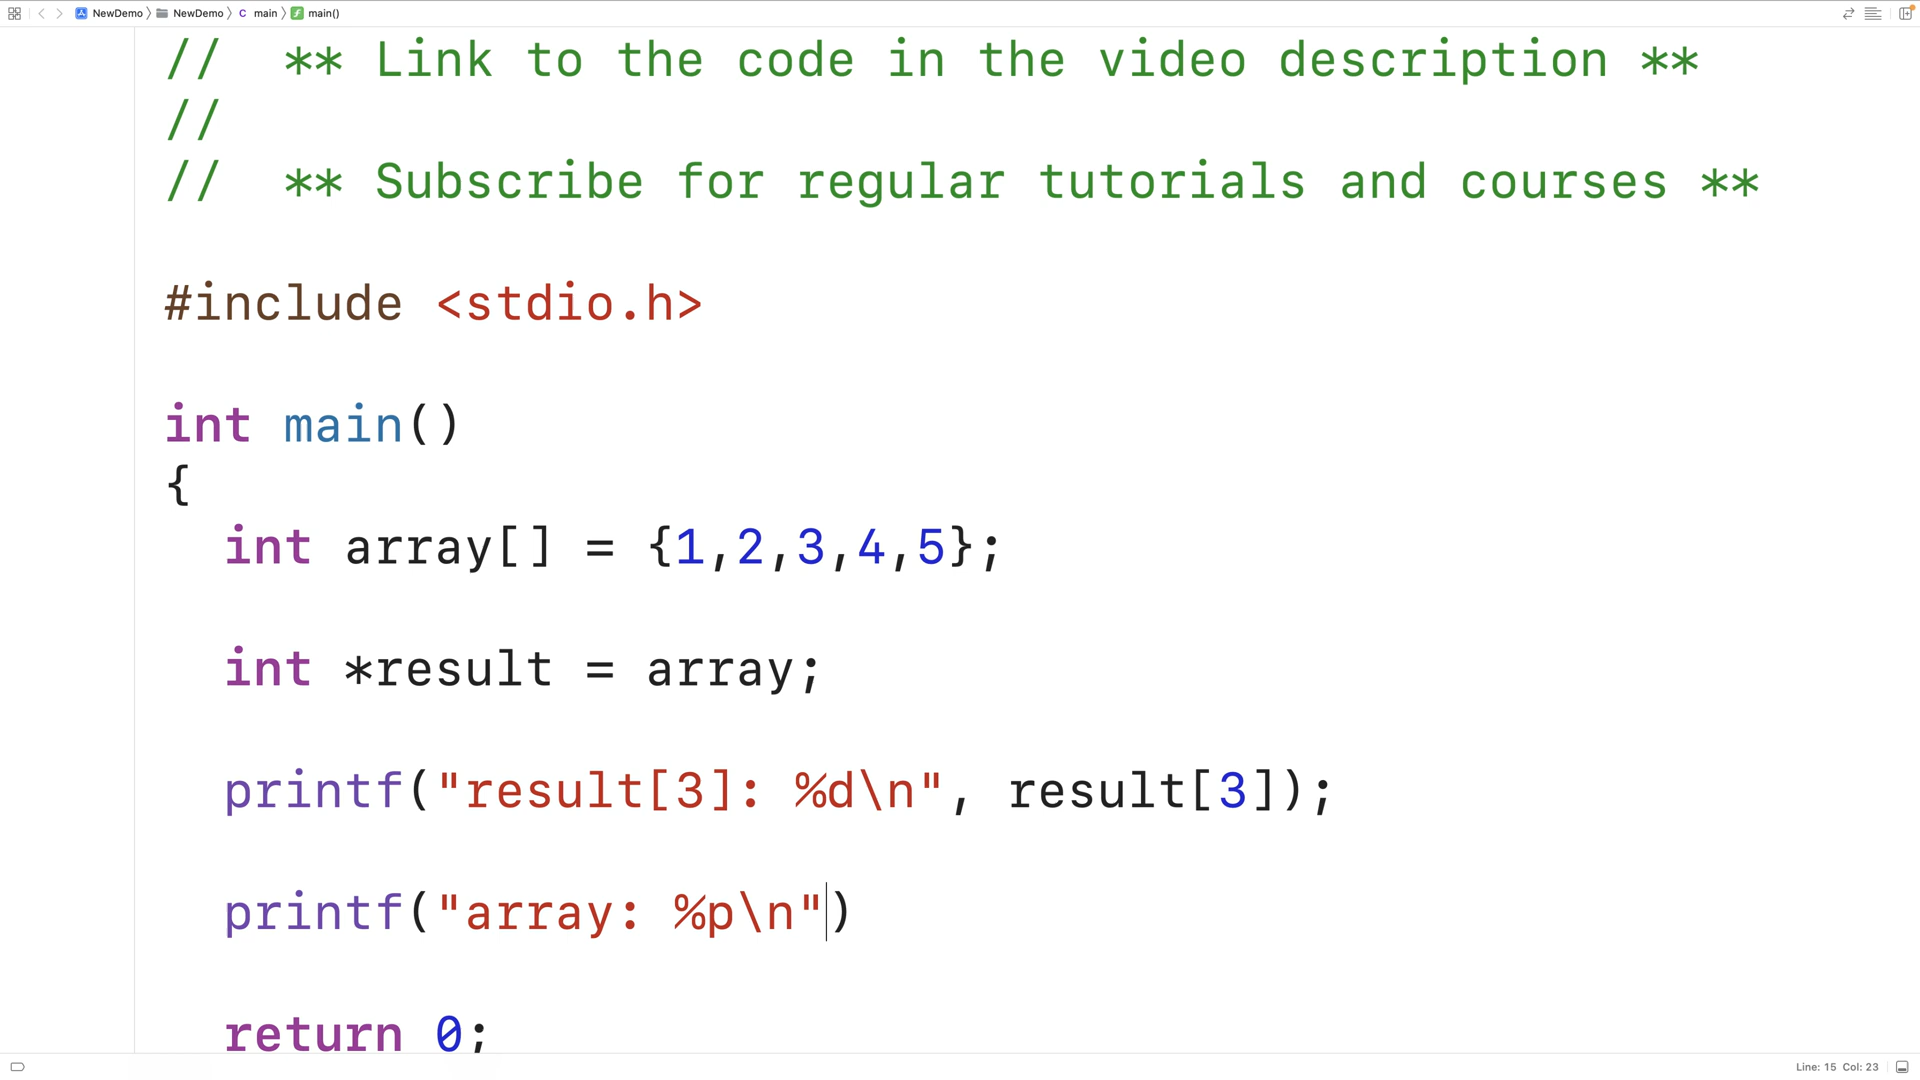 NewDemo NewDemo C main f main()
// ** Link to the code in the video description **
//
// ** Subscribe for regular tutorials and courses **
#include <stdio.h>
int main()
{
int array[] = {1,2,3,4,5};
int *result = array;
printf("result[3]: %d\n", result[3]);
printf("array: %p\n")
return 0;
Line: 15 Col: 23